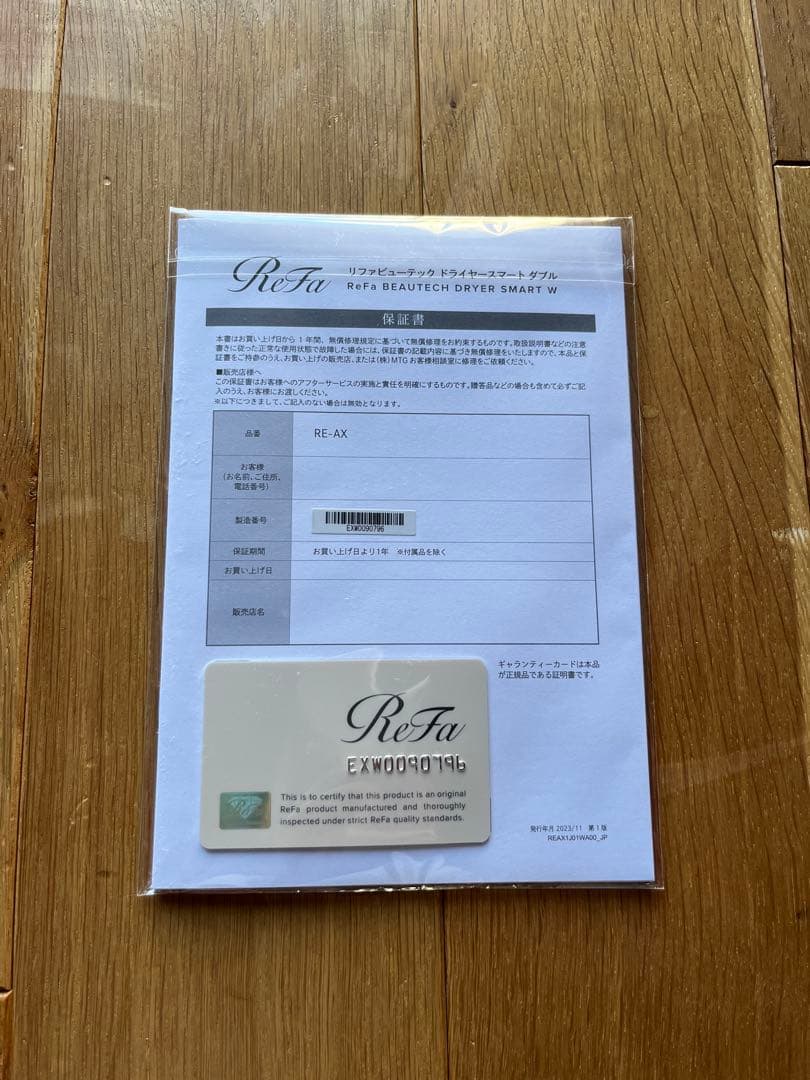 ReFa
リファビューテック ドライヤースマート ダブル
ReFa BEAUTECH DRYER SMART W
保証書
本書はお買い上げ日から 1 年間、無償修理規定に基づいて無償修理をお約束するものです。取扱説明書などの注意
書きに従った正常な使用状態で故障した場合には、保証書の記載内容に基づき無償修理をいたしますので、本品と保
証書をご持参のうえ、お買い上げの販売店、または(株)MTG お客様相談室に修理をご依頼ください。
■販売店様へ
この保証書はお客様へのアフターサービスの実施と責任を明確にするものです。贈答品などの場合も含めて必ずご記
入のうえ、お客様にお渡しください。
※以下につきまして、ご記入のない場合は無効となります。
品番 RE-AX
お客様
(お名前、ご住所、
電話番号)
製造番号 EXW0090796
保証期間 お買い上げ日より1年 ※付属品を除く
お買い上げ日
販売店名
ギャランティーカードは本品
が正規品である証明書です。
ReFa
EXW0090796
This is to certify that this product is an original
ReFa product manufactured and thoroughly
inspected under strict ReFa quality standards.
発行年月 2023/11 第1版
REAX1J01WA00_JP